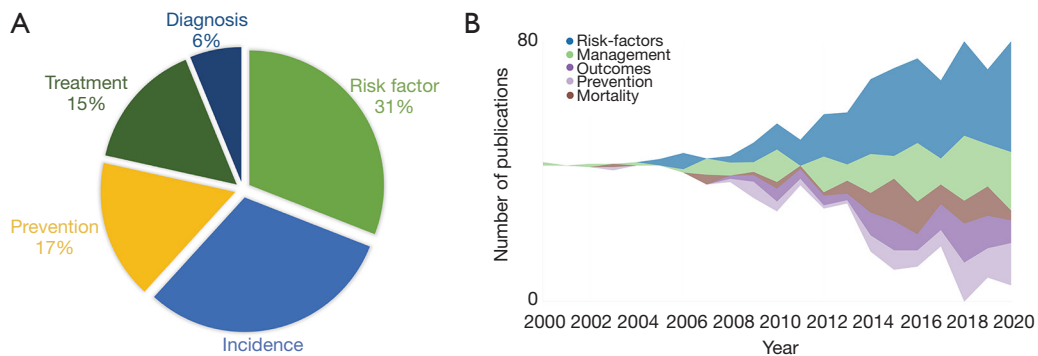 A
Diagnosis
6%
Treatment
15%
Risk factor
31%
Prevention
17%
Incidence
B
80
Number of publications
0
Risk-factors
Management
Outcomes
Prevention
Mortality
2000 2002 2004 2006 2008 2010 2012 2014 2016 2018 2020
Year